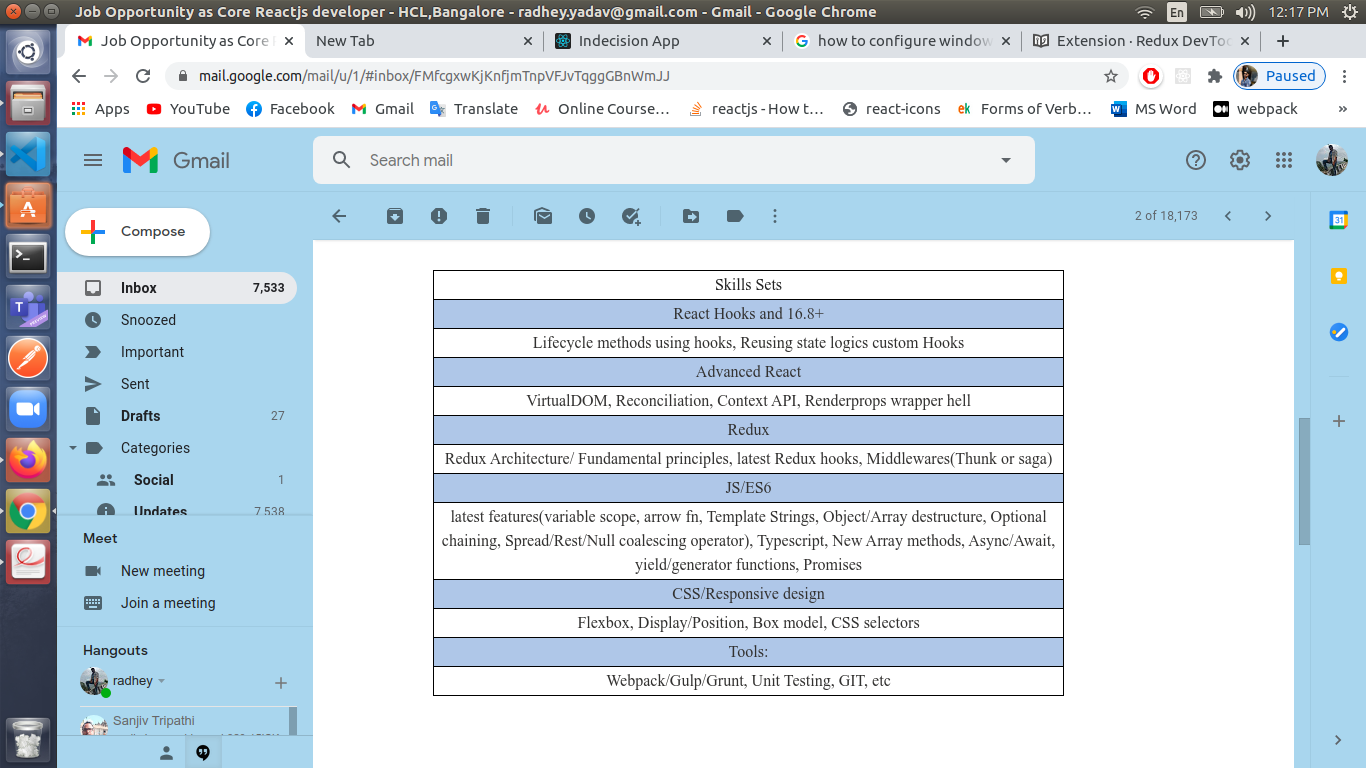 Job Opportunity as Core Reactjs developer - HCL,Bangalore - radhey.yadav@gmail.com - Gmail - Google Chrome
En
12:17 PM
Job Opportunity as Core
New Tab
Indecision App
how to configure window
Extension · Redux DevToo
mail.google.com/mail/u/1/#inbox/FMfcgxwKjKnfjmTnpVFJvTqggGBnWmJJ
Paused
Apps
YouTube
Facebook
Gmail
Translate
Online Course...
reactjs - How t...
react-icons
ek
Forms of Verb...
MS Word
webpack
»
Gmail
Search mail
Compose
2 of 18,173
31
Inbox 7,533
Snoozed
Important
Sent
Drafts 27
Categories
Social 1
Updates 7,538
Meet
New meeting
Join a meeting
Hangouts
radhey
Sanjiv Tripathi
Skills Sets
React Hooks and 16.8+
Lifecycle methods using hooks, Reusing state logics custom Hooks
Advanced React
VirtualDOM, Reconciliation, Context API, Renderprops wrapper hell
Redux
Redux Architecture/ Fundamental principles, latest Redux hooks, Middlewares(Thunk or saga)
JS/ES6
latest features(variable scope, arrow fn, Template Strings, Object/Array destructure, Optional
chaining, Spread/Rest/Null coalescing operator), Typescript, New Array methods, Async/Await,
yield/generator functions, Promises
CSS/Responsive design
Flexbox, Display/Position, Box model, CSS selectors
Tools:
Webpack/Gulp/Grunt, Unit Testing, GIT, etc